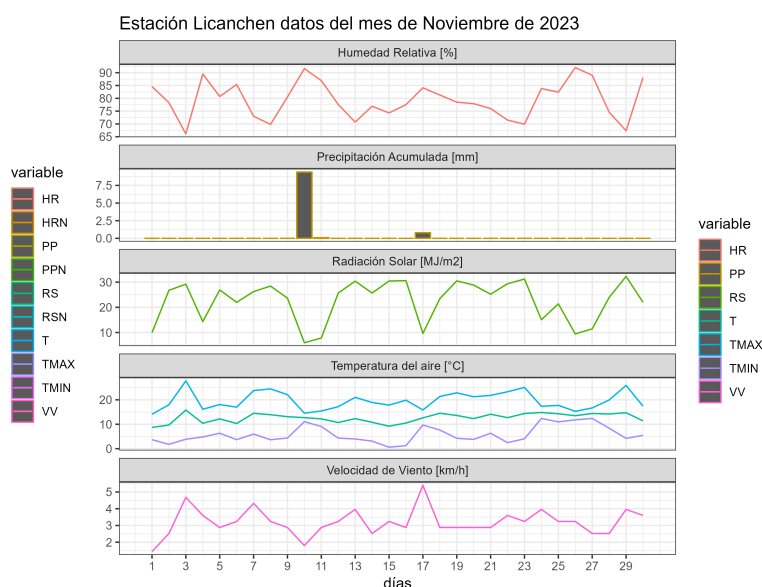 Estación Licanchen datos del mes de Noviembre de 2023
variable
HR
HRN
PP
PPN
RS
RSN
T
TMAX
TMIN
VV
Humedad Relativa [%]
90
85
80
75
70
65
Precipitación Acumulada [mm]
7.5
5.0
2.5
0.0
Radiación Solar [MJ/m2]
30
20
10
Temperatura del aire [°C]
20
10
0
Velocidad de Viento [km/h]
5
4
3
2
1 3 5 7 9 11 13 15 17 19 21 23 25 27 29
días
variable
HR
PP
RS
T
TMAX
TMIN
VV